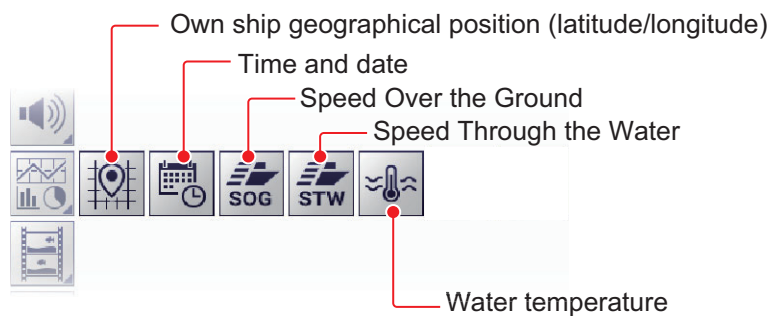 Own ship geographical position (latitude/longitude)
Time and date
Speed Over the Ground
Speed Through the Water
SOG
STW
Water temperature